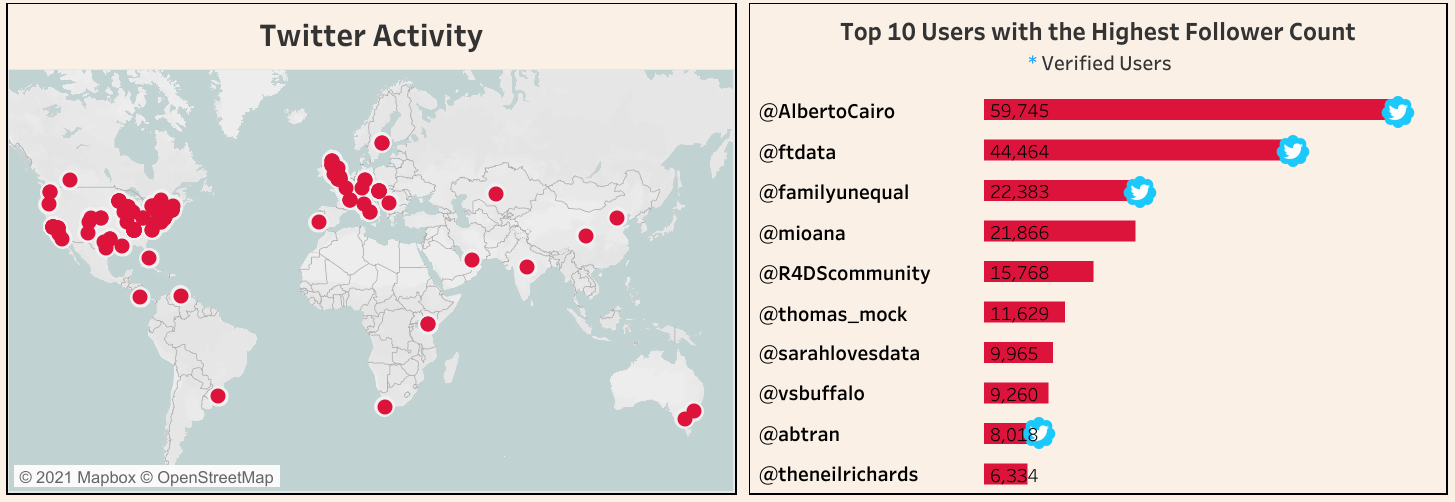 Twitter Activity
© 2021 Mapbox © OpenStreetMap
Top 10 Users with the Highest Follower Count
* Verified Users
@AlbertoCairo 59,745
@ftdata 44,464
@familyunequal 22,383
@mioana 21,866
@R4DScommunity 15,768
@thomas_mock 11,629
@sarahlovesdata 9,965
@vsbuffalo 9,260
@abtran 8,018
@theneilrichards 6,334